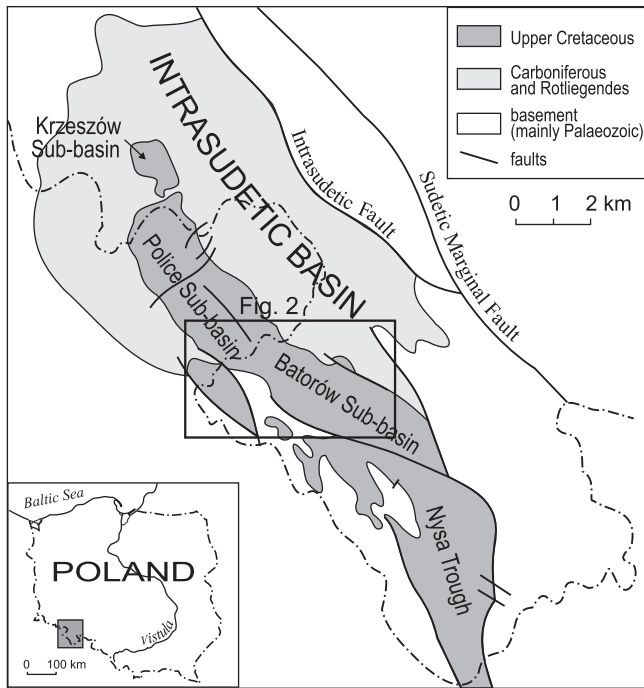 Upper Cretaceous
Carboniferous
and Rotliegendes
basement
(mainly Palaeozoic)
faults
0 1 2 km
INTRASUDETIC BASIN
Krzeszów
Sub-basin
Intrasudetic Fault
Sudetic Marginal Fault
Police Sub-basin
Fig. 2
Batorów Sub-basin
Nysa Trough
Baltic Sea
POLAND
Vistula
0 100 km